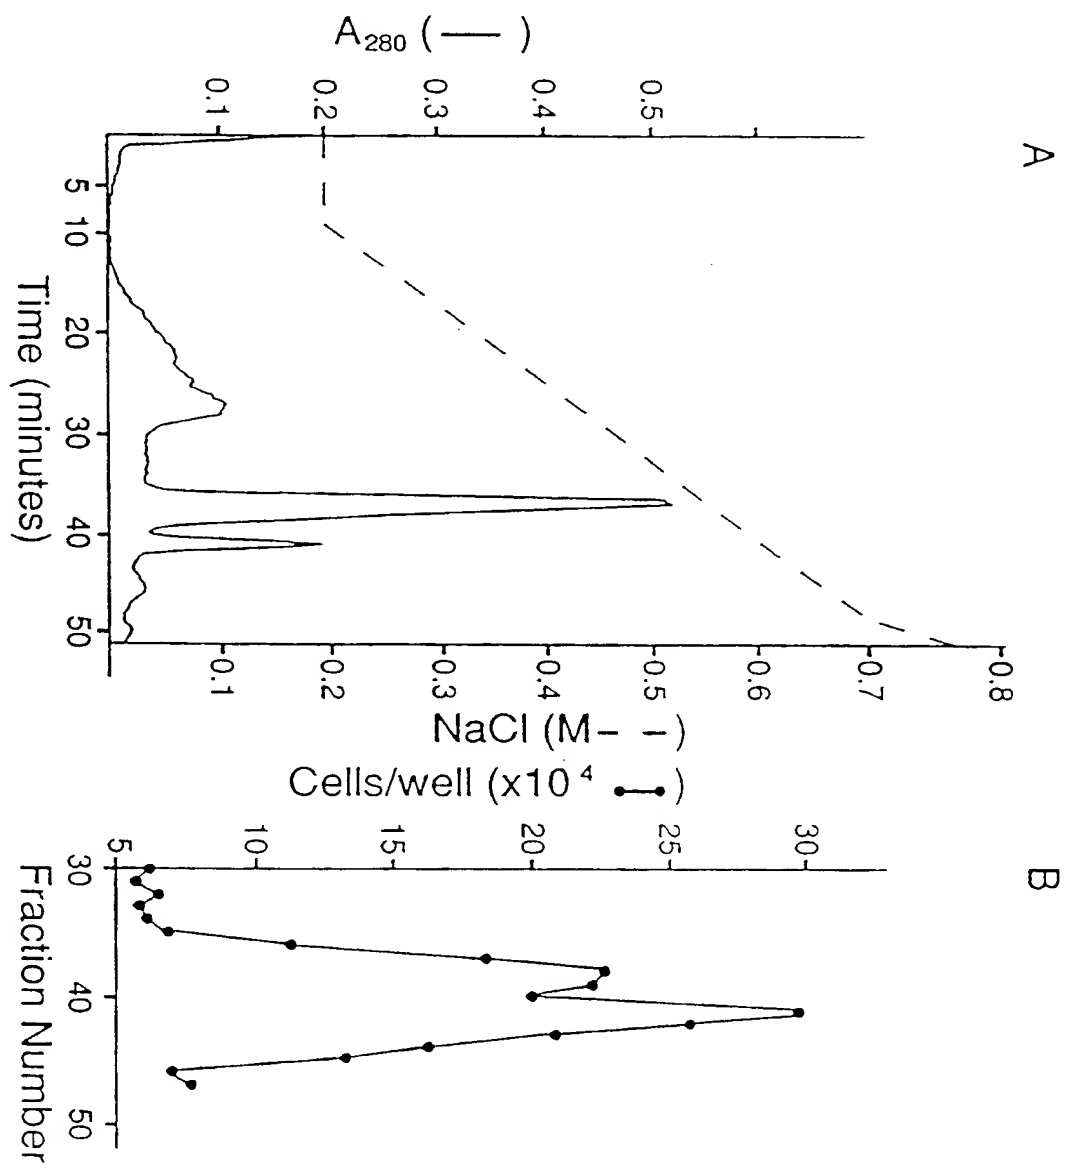 A
A280 (—)
0.1 0.2 0.3 0.4 0.5
5 10 20 30 40 50
Time (minutes)
0.1 0.2 0.3 0.4 0.5 0.6 0.7 0.8
NaCl (M– –)
B
Cells/well (x10 4 •–•)
5 10 15 20 25 30
30 40 50
Fraction Number